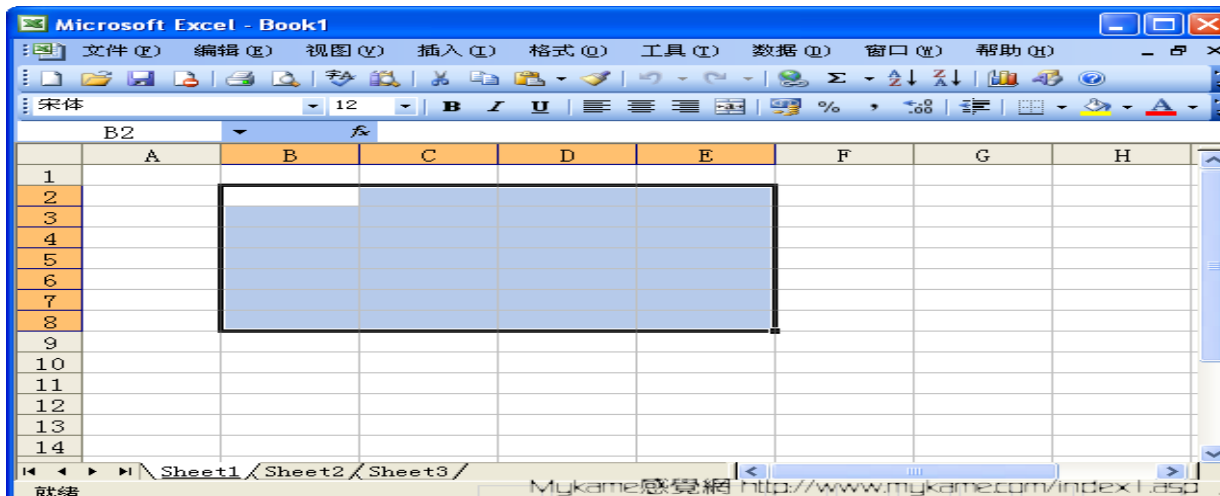 Microsoft Excel - Book1
文件(F) 编辑(E) 视图(V) 插入(I) 格式(O) 工具(T) 数据(D) 窗口(W) 帮助(H)
宋体 12 B I U % ,
B2 fx
A B C D E F G H
1
2
3
4
5
6
7
8
9
10
11
12
13
14
Sheet1 Sheet2 Sheet3
就绪 Mykame感覺網 http://www.mykame.com/index1.asp